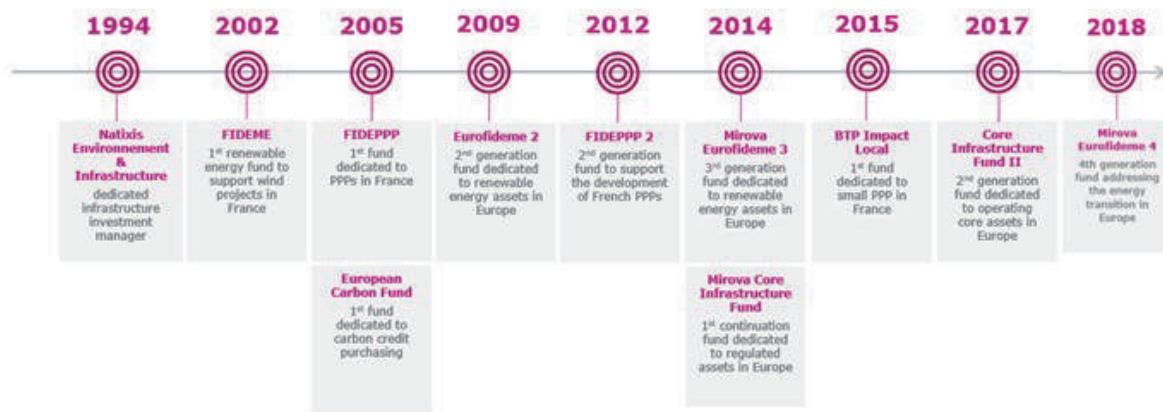 1994
2002
2005
2009
2012
2014
2015
2017
2018
Natixis
Environnement
&
Infrastructure
dedicated
infrastructure
investment
manager
FIDEME
1st renewable
energy fund to
support wind
projects in
France
FIDEPPP
1st fund
dedicated to
PPPs in France
Eurofideme 2
2nd generation
fund dedicated
to renewable
energy assets in
Europe
FIDEPPP 2
2nd generation
fund to support
the development
of French PPPs
Mirova
Eurofideme 3
3rd generation
fund dedicated
to renewable
energy assets in
Europe
BTP Impact
Local
1st fund
dedicated to
small PPP in
France
Core
Infrastructure
Fund II
2nd generation
fund dedicated
to operating
core assets in
Europe
Mirova
Eurofideme 4
4th generation
fund addressing
the energy
transition in
Europe
European
Carbon Fund
1st fund
dedicated to
carbon credit
purchasing
Mirova Core
Infrastructure
Fund
1st continuation
fund dedicated
to regulated
assets in Europe